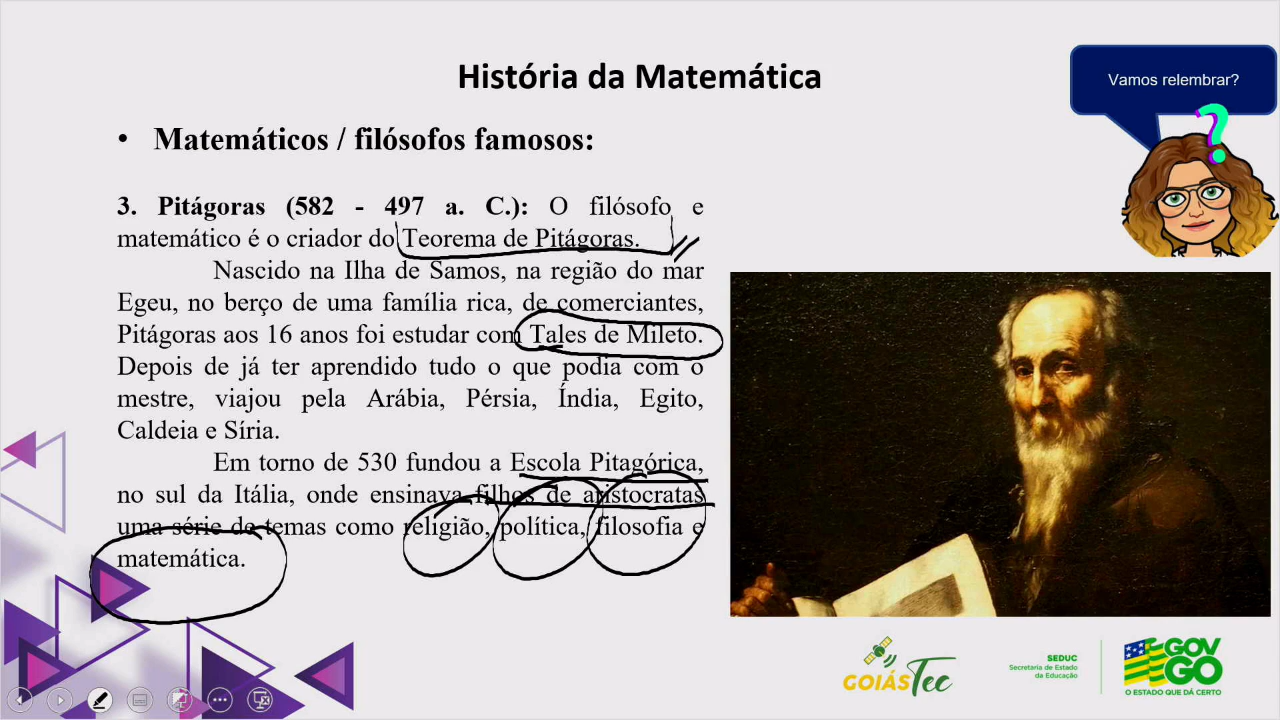 História da Matemática
Vamos relembrar?
• Matemáticos / filósofos famosos:
3. Pitágoras (582 - 497 a. C.): O filósofo e
matemático é o criador do Teorema de Pitágoras.
Nascido na Ilha de Samos, na região do mar
Egeu, no berço de uma família rica, de comerciantes,
Pitágoras aos 16 anos foi estudar com Tales de Mileto.
Depois de já ter aprendido tudo o que podia com o
mestre, viajou pela Arábia, Pérsia, Índia, Egito,
Caldeia e Síria.
Em torno de 530 fundou a Escola Pitagórica,
no sul da Itália, onde ensinava filhos de aristocratas
uma série de temas como religião, política, filosofia e
matemática.
GOIÁSTec
SEDUC
Secretaria de Estado
da Educação
GOV
GO
O ESTADO QUE DÁ CERTO